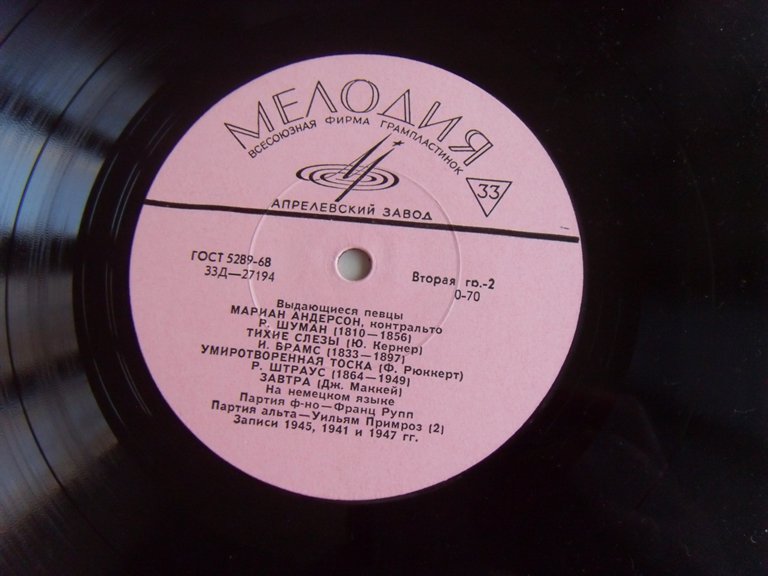 МЕЛОДИЯ
ВСЕСОЮЗНАЯ ФИРМА ГРАМПЛАСТИНОК
33
АПРЕЛЕВСКИЙ ЗАВОД
ГОСТ 5289-68
33Д—27194
Вторая гр.-2
0-70
Выдающиеся певцы
МАРИАН АНДЕРСОН, контральто
Р. ШУМАН (1810—1856)
ТИХИЕ СЛЕЗЫ (Ю. Кернер)
И. БРАМС (1833—1897)
УМИРОТВОРЕННАЯ ТОСКА (Ф. Рюккерт)
Р. ШТРАУС (1864—1949)
ЗАВТРА (Дж. Маккей)
На немецком языке
Партия ф-но—Франц Рупп
Партия альта—Уильям Примроз (2)
Записи 1945, 1941 и 1947 гг.